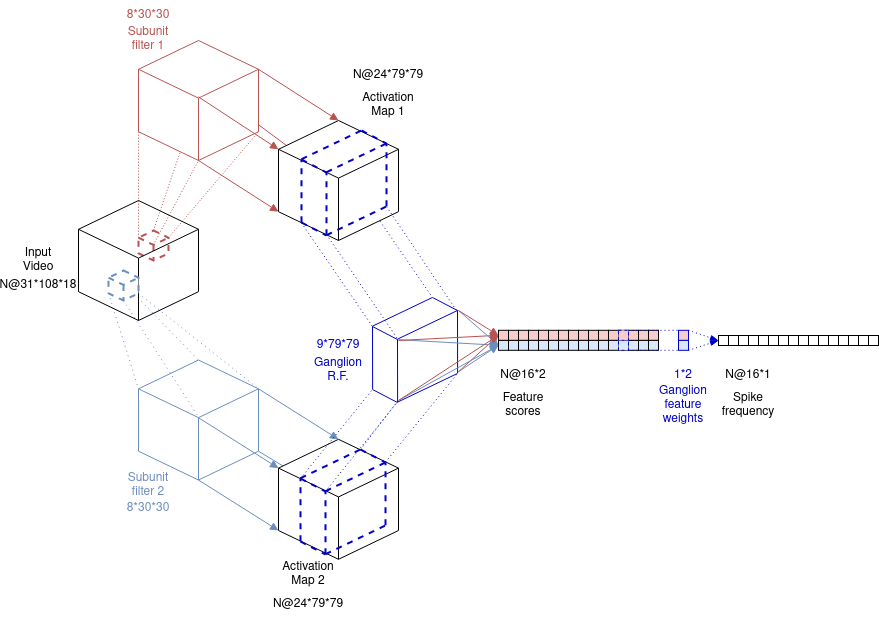 8*30*30
Subunit
filter 1
N@24*79*79
Activation
Map 1
Input
Video
N@31*108*18
9*79*79
Ganglion
R.F.
N@16*2
Feature
scores
1*2
Ganglion
feature
weights
N@16*1
Spike
frequency
Subunit
filter 2
8*30*30
Activation
Map 2
N@24*79*79